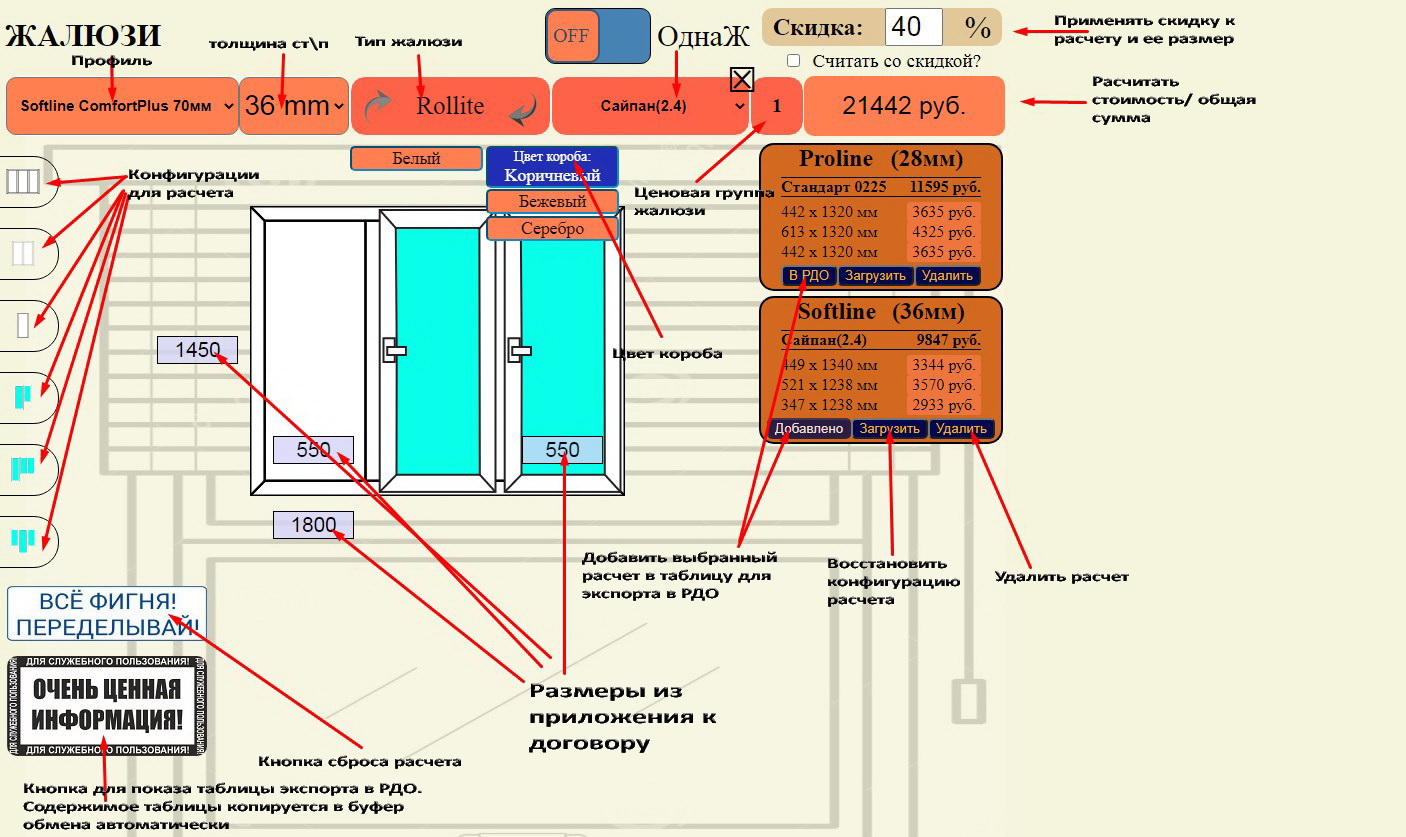 ЖАЛЮЗИ
толщина ст\п
Тип жалюзи
OFF
ОднаЖ
Скидка:
40
%
Применять скидку к
расчету и ее размер
Считать со скидкой?
Профиль
Softline ComfortPlus 70мм
36 mm
Rollite
Сайпан(2.4)
1
21442 руб.
Расчитать
стоимость/ общая
сумма
Белый
Цвет короба:
Коричневый
Бежевый
Серебро
Ценовая группа
жалюзи
Конфигурации
для расчета
Proline (28мм)
Стандарт 0225 11595 руб.
442 x 1320 мм 3635 руб.
613 x 1320 мм 4325 руб.
442 x 1320 мм 3635 руб.
В РДО Загрузить Удалить
Softline (36мм)
Сайпан(2.4) 9847 руб.
449 x 1340 мм 3344 руб.
521 x 1238 мм 3570 руб.
347 x 1238 мм 2933 руб.
Добавлено Загрузить Удалить
1450
Цвет короба
550
550
1800
Добавить выбранный
расчет в таблицу для
экспорта в РДО
Восстановить
конфигурацию
расчета
Удалить расчет
ВСЁ ФИГНЯ!
ПЕРЕДЕЛЫВАЙ!
ДЛЯ СЛУЖЕБНОГО ПОЛЬЗОВАНИЯ!
ДЛЯ СЛУЖЕБНОГО ПОЛЬЗОВАНИЯ!
ОЧЕНЬ ЦЕННАЯ
ИНФОРМАЦИЯ!
ДЛЯ СЛУЖЕБНОГО ПОЛЬЗОВАНИЯ!
ДЛЯ СЛУЖЕБНОГО ПОЛЬЗОВАНИЯ!
Размеры из
приложения к
договору
Кнопка сброса расчета
Кнопка для показа таблицы экспорта в РДО.
Содержимое таблицы копируется в буфер
обмена автоматически